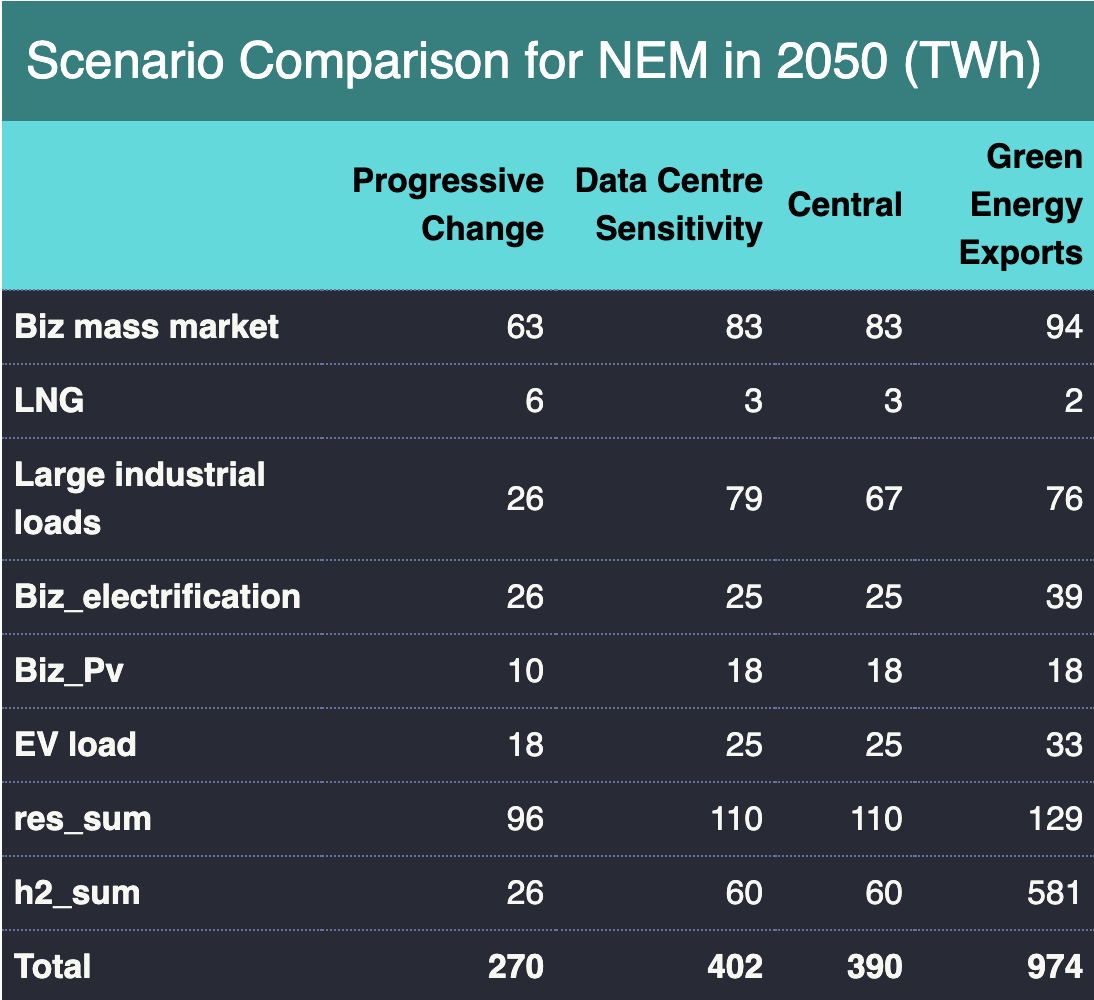 Scenario Comparison for NEM in 2050 (TWh)
Progressive Change Data Centre Sensitivity Central Green Energy Exports
Biz mass market 63 83 83 94
LNG 6 3 3 2
Large industrial loads 26 79 67 76
Biz_electrification 26 25 25 39
Biz_Pv 10 18 18 18
EV load 18 25 25 33
res_sum 96 110 110 129
h2_sum 26 60 60 581
Total 270 402 390 974